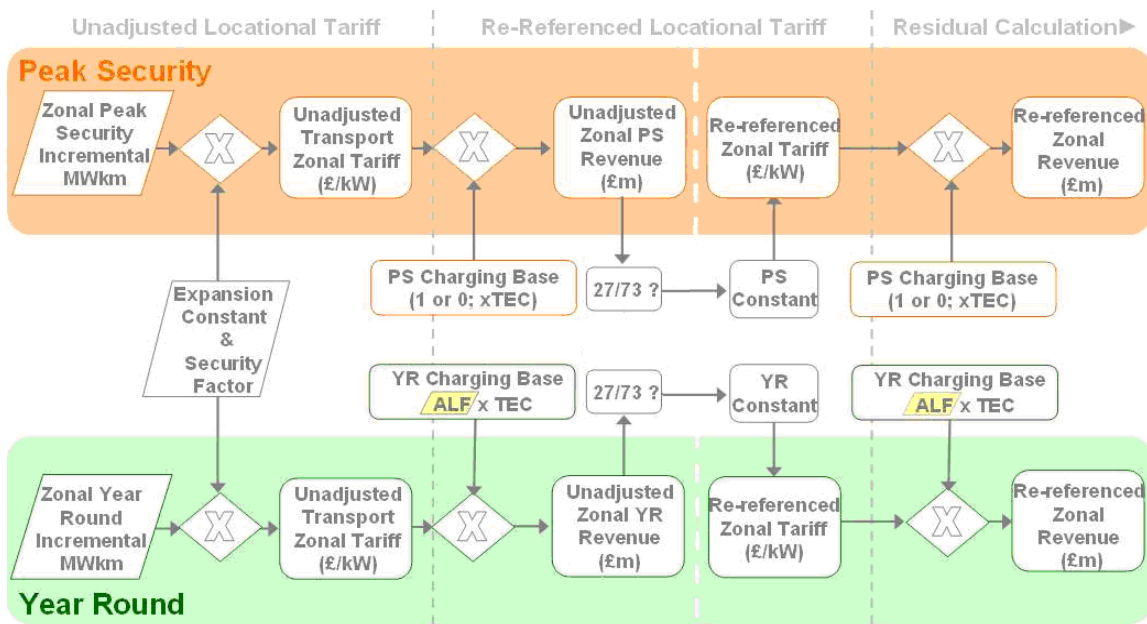 Unadjusted Locational Tariff
Re-Referenced Locational Tariff
Residual Calculation►
Peak Security
Zonal Peak
Security
Incremental
MWkm
X
Unadjusted
Transport
Zonal Tariff
(£/kW)
X
Unadjusted
Zonal PS
Revenue
(£m)
Re-referenced
Zonal Tariff
(£/kW)
X
Re-referenced
Zonal
Revenue
(£m)
Expansion
Constant
&
Security
Factor
PS Charging Base
(1 or 0; xTEC)
27/73 ?
PS
Constant
PS Charging Base
(1 or 0; xTEC)
YR Charging Base
ALF x TEC
27/73 ?
YR
Constant
YR Charging Base
ALF x TEC
Zonal Year
Round
Incremental
MWkm
X
Unadjusted
Transport
Zonal Tariff
(£/kW)
X
Unadjusted
Zonal YR
Revenue
(£m)
Re-referenced
Zonal Tariff
(£/kW)
X
Re-referenced
Zonal
Revenue
(£m)
Year Round